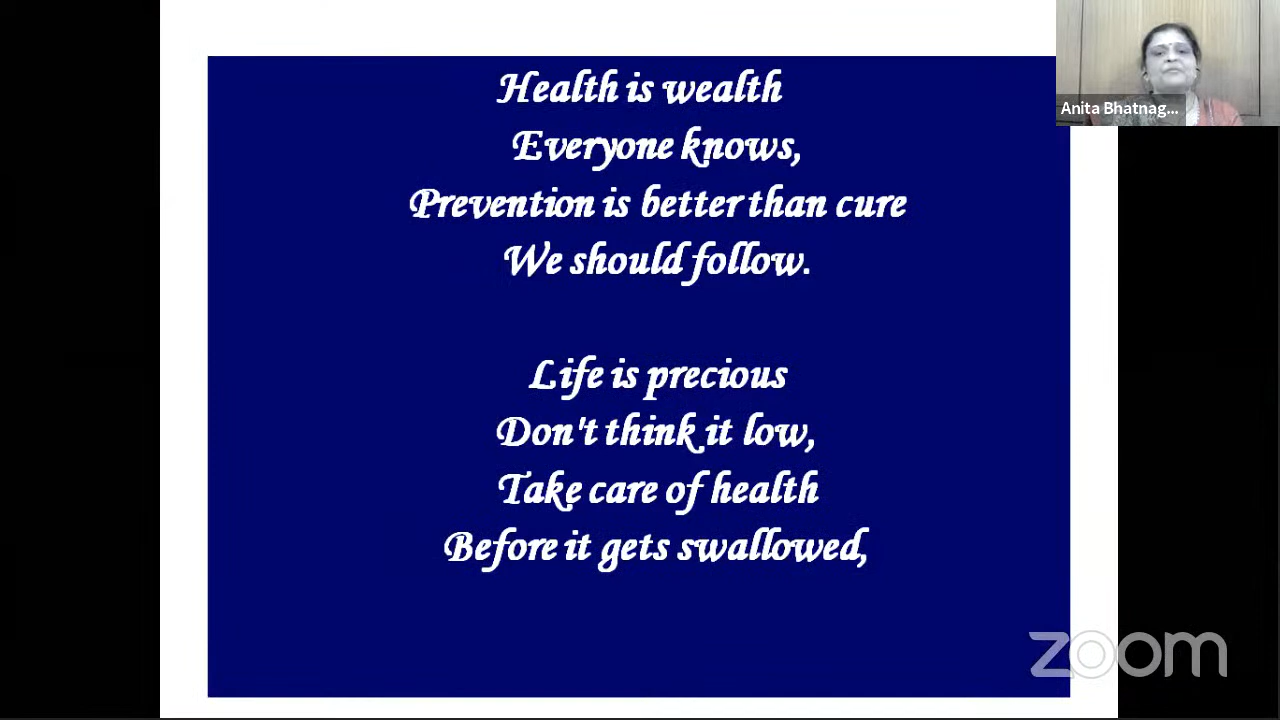 Health is wealth
Everyone knows,
Prevention is better than cure
We should follow.
Life is precious
Don't think it low,
Take care of health
Before it gets swallowed,
Anita Bhatnag...
zoom